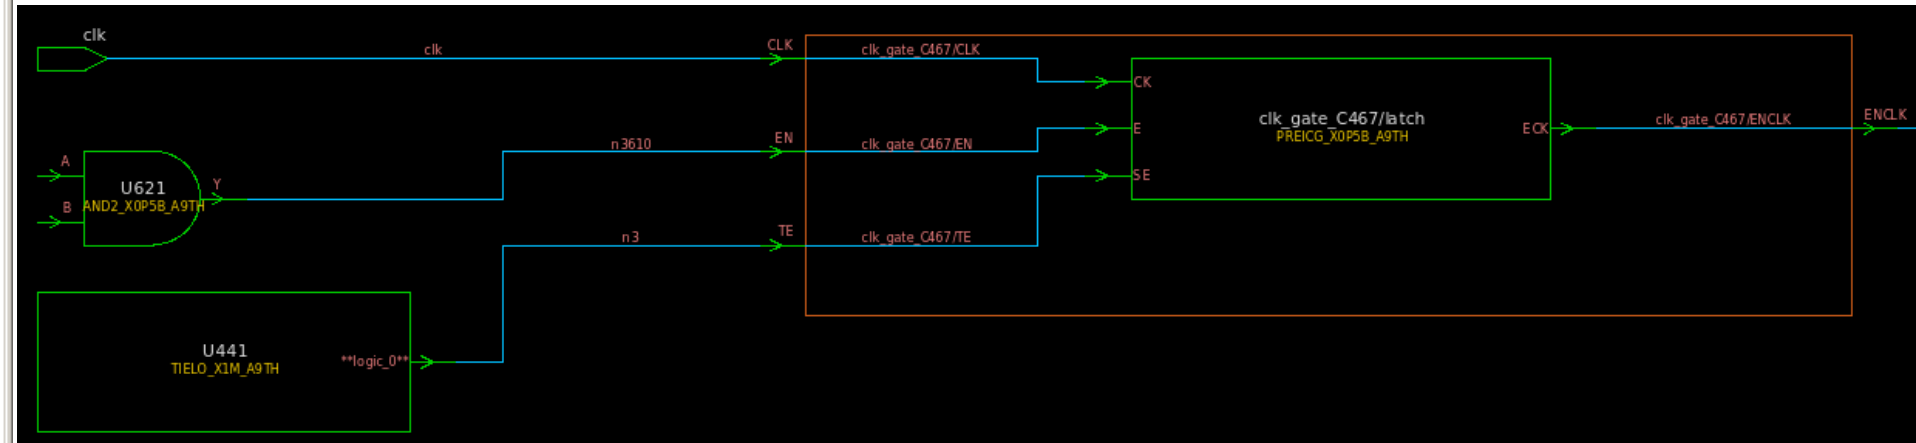 clk
clk
CLK
clk_gate_C467/CLK
CK
clk_gate_C467/latch
PREICG_X0P5B_A9TH
E
ECK
clk_gate_C467/ENCLK
ENCLK
n3610
EN
clk_gate_C467/EN
A
U621
AND2_X0P5B_A9TH
Y
B
SE
n3
TE
clk_gate_C467/TE
U441
TIELO_X1M_A9TH
**logic_0**